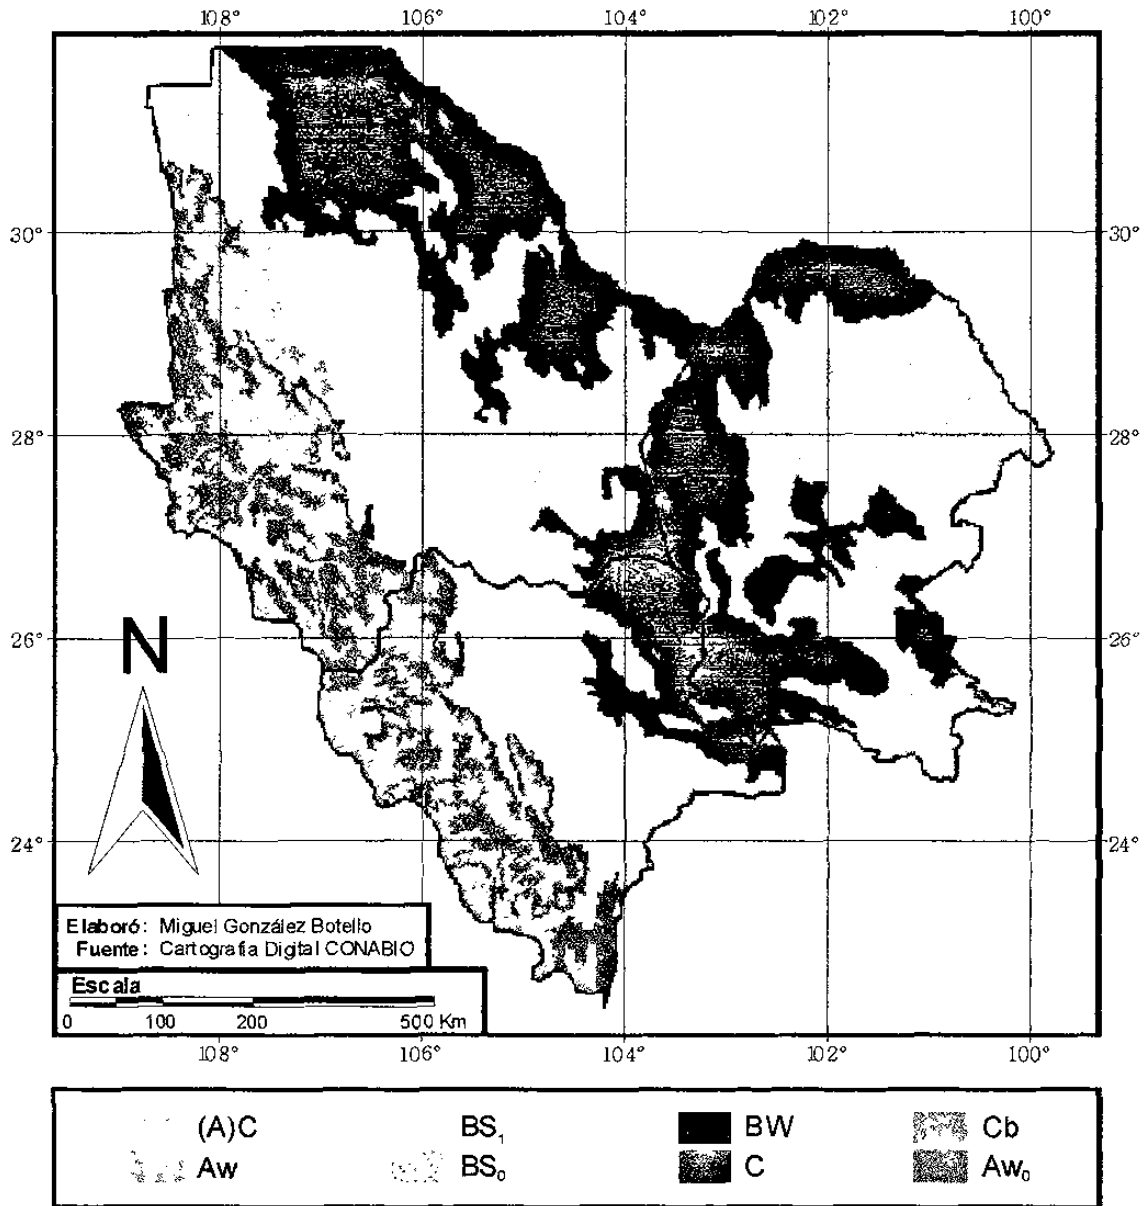 108° 106° 104° 102° 100°
30° 30°
28° 28°
N
26° 26°
24° 24°
Elaboró: Miguel González Botello
Fuente: Cartografía Digital CONABIO
Escala
0 100 200 500 Km
108° 106° 104° 102° 100°
(A)C BS₁ BW Cb
Aw BS₀ C Aw₀